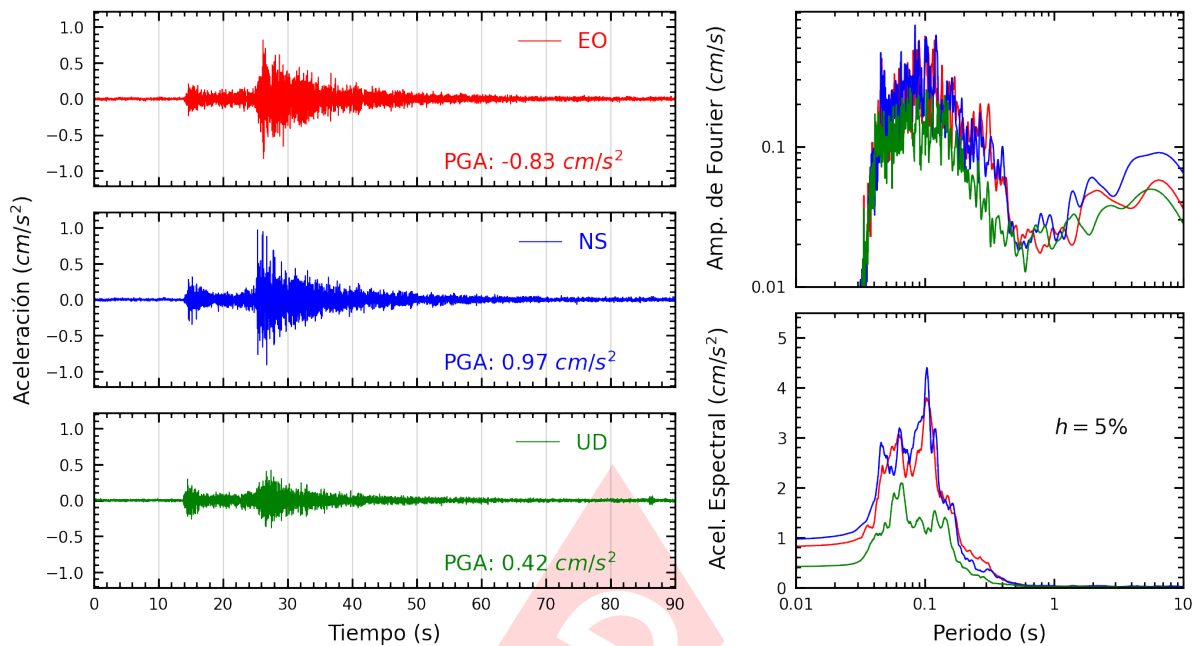 Aceleración (cm/s²)
1.0
0.5
0.0
−0.5
−1.0
EO
PGA: -0.83 cm/s²
1.0
0.5
0.0
−0.5
−1.0
NS
PGA: 0.97 cm/s²
1.0
0.5
0.0
−0.5
−1.0
UD
PGA: 0.42 cm/s²
0 10 20 30 40 50 60 70 80 90
Tiempo (s)
Amp. de Fourier (cm/s)
0.1
0.01
Acel. Espectral (cm/s²)
5
4
3
2
1
0
h = 5%
0.01 0.1 1 10
Periodo (s)